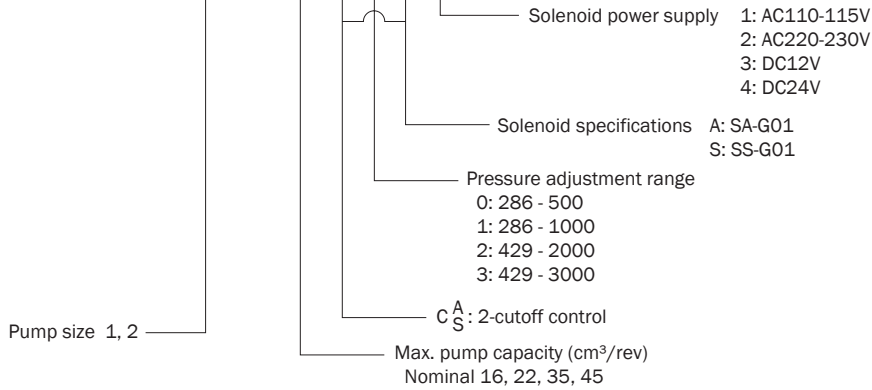 Solenoid power supply 1: AC110-115V
2: AC220-230V
3: DC12V
4: DC24V
Solenoid specifications A: SA-G01
S: SS-G01
Pressure adjustment range
0: 286 - 500
1: 286 - 1000
2: 429 - 2000
3: 429 - 3000
C A/S : 2-cutoff control
Pump size 1, 2
Max. pump capacity (cm³/rev)
Nominal 16, 22, 35, 45